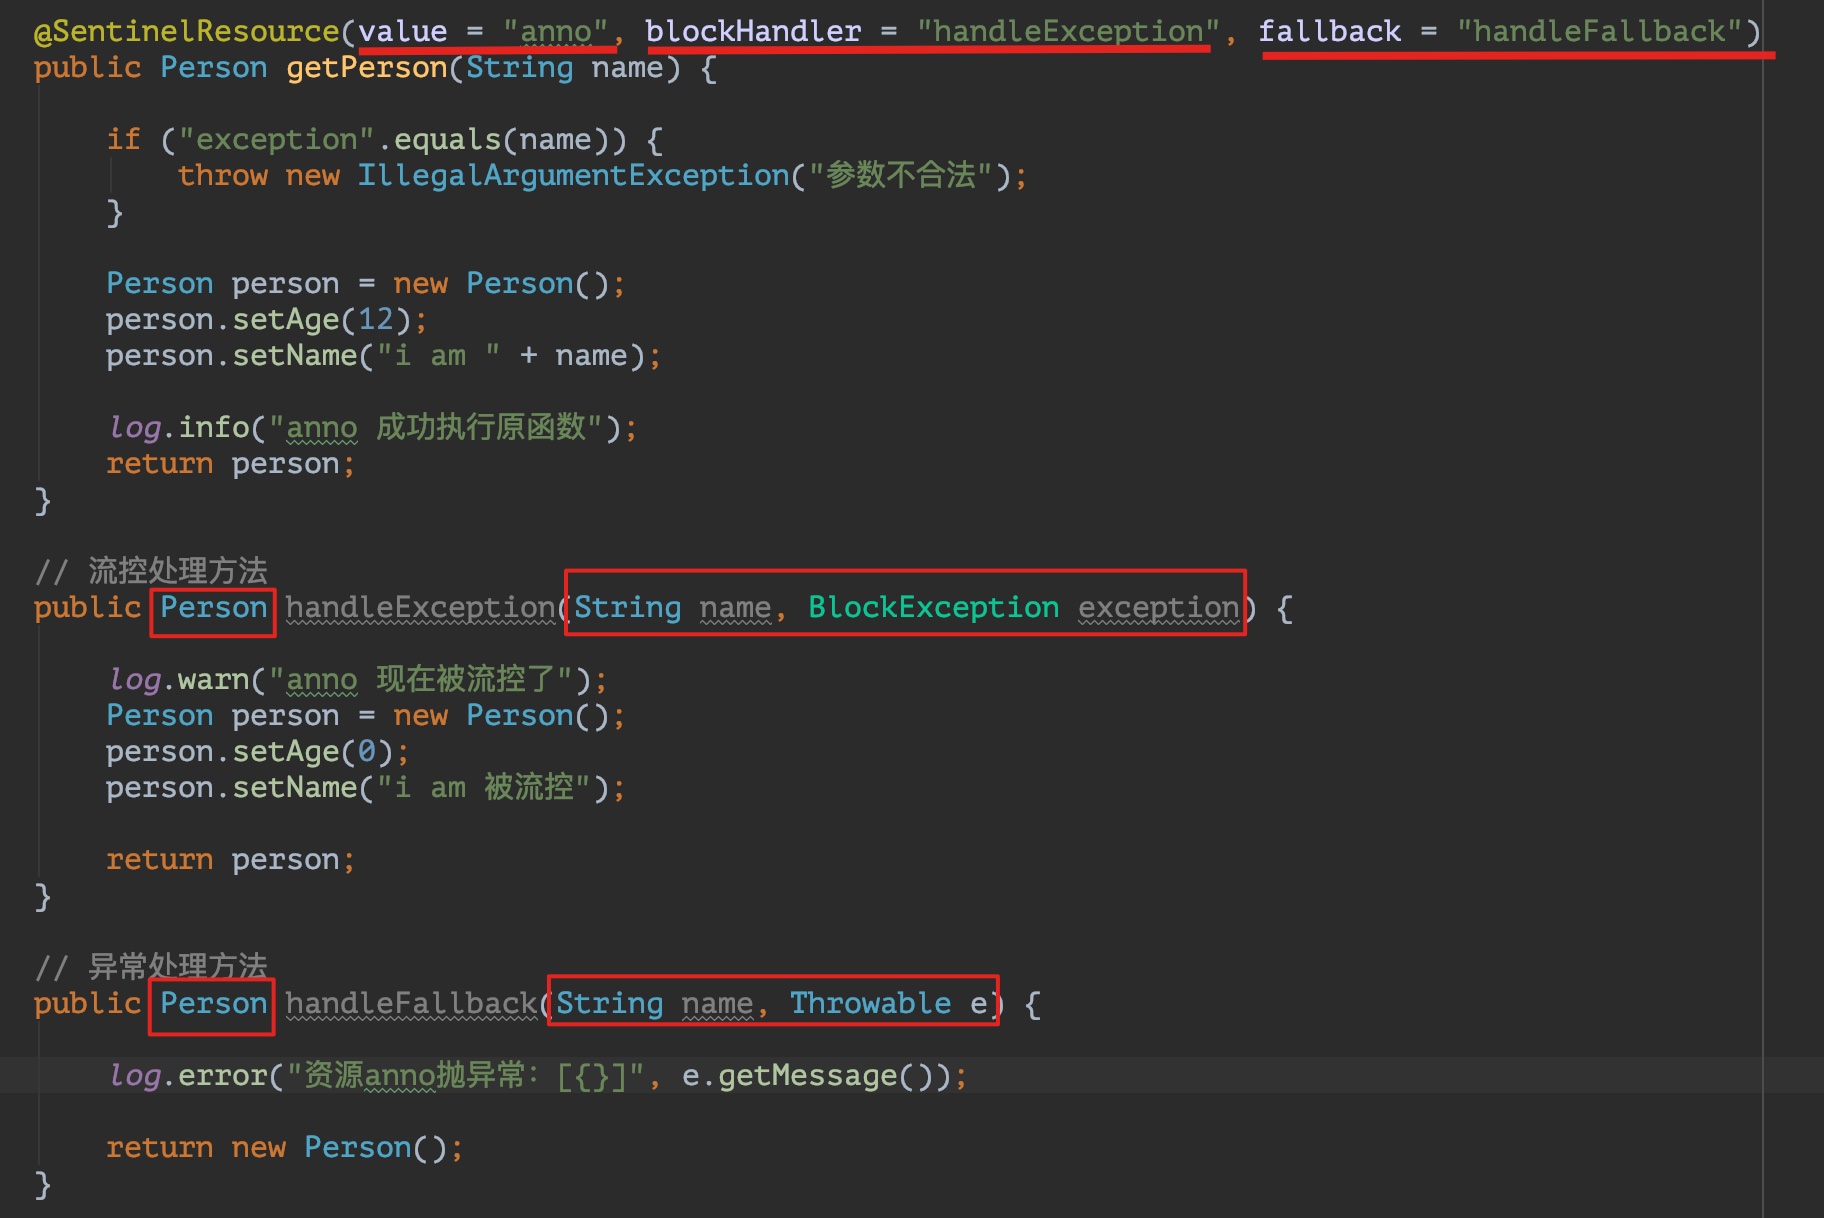 @SentinelResource(value = "anno", blockHandler = "handleException", fallback = "handleFallback")
public Person getPerson(String name) {
if ("exception".equals(name)) {
throw new IllegalArgumentException("参数不合法");
}
Person person = new Person();
person.setAge(12);
person.setName("i am " + name);
log.info("anno 成功执行原函数");
return person;
}
// 流控处理方法
public Person handleException(String name, BlockException exception) {
log.warn("anno 现在被流控了");
Person person = new Person();
person.setAge(0);
person.setName("i am 被流控");
return person;
}
// 异常处理方法
public Person handleFallback(String name, Throwable e) {
log.error("资源anno抛异常：[{}]", e.getMessage());
return new Person();
}